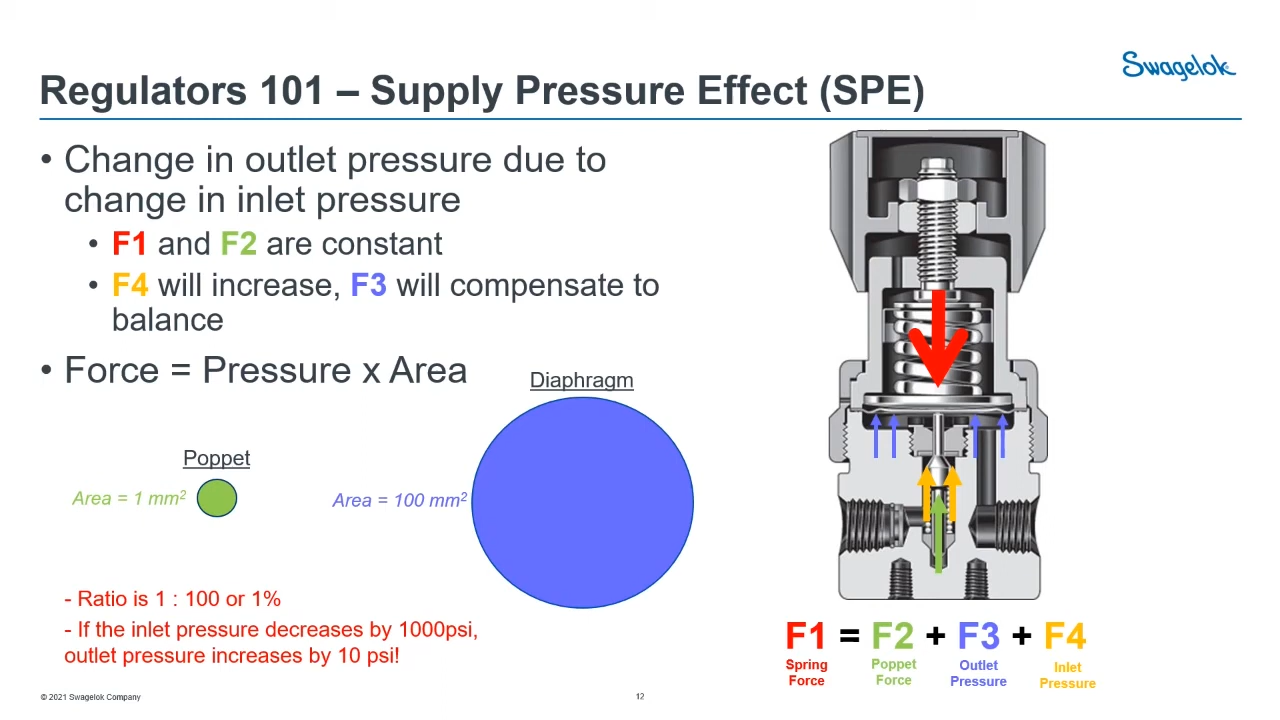 Swagelok
Regulators 101 – Supply Pressure Effect (SPE)
• Change in outlet pressure due to
change in inlet pressure
• F1 and F2 are constant
• F4 will increase, F3 will compensate to
balance
• Force = Pressure x Area
Diaphragm
Poppet
Area = 1 mm²
Area = 100 mm²
- Ratio is 1 : 100 or 1%
- If the inlet pressure decreases by 1000psi,
outlet pressure increases by 10 psi!
F1 = F2 + F3 + F4
Spring Force
Poppet Force
Outlet Pressure
Inlet Pressure
© 2021 Swagelok Company
12